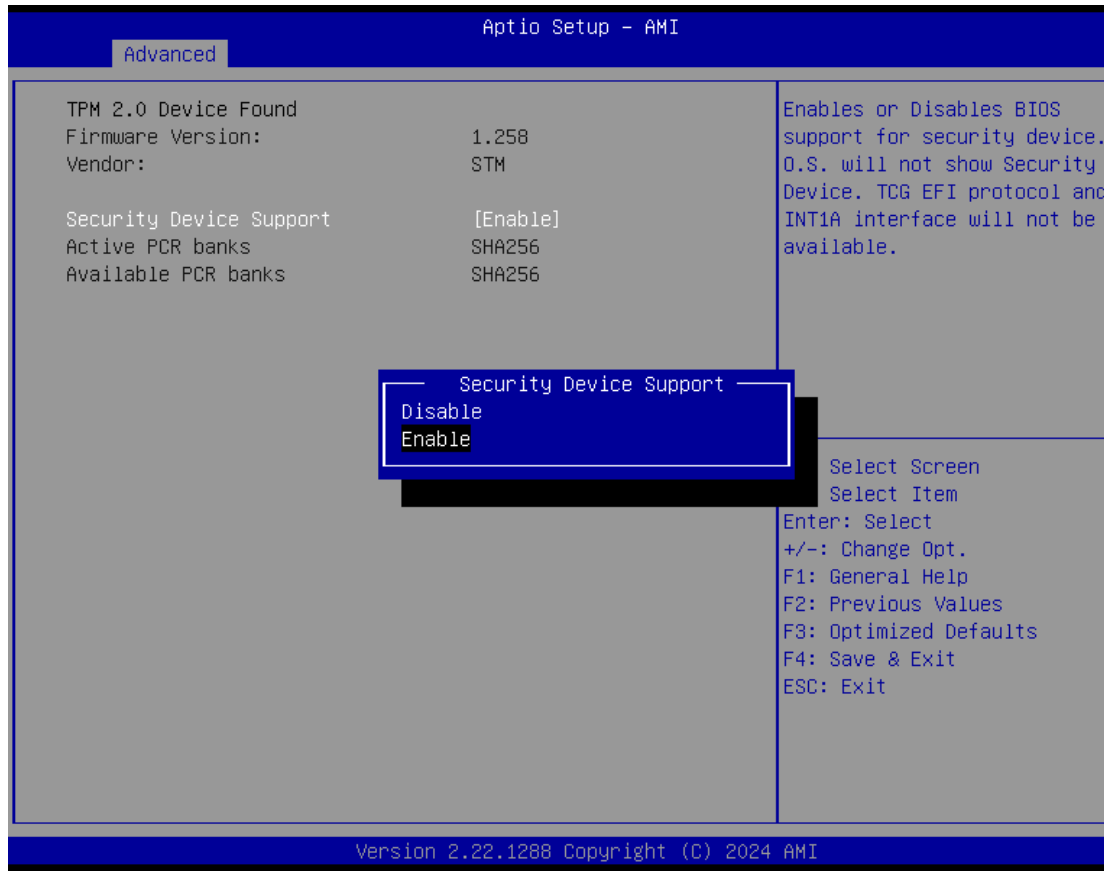 Aptio Setup – AMI
Advanced
TPM 2.0 Device Found
Firmware Version: 1.258
Vendor: STM
Security Device Support [Enable]
Active PCR banks SHA256
Available PCR banks SHA256
Enables or Disables BIOS
support for security device.
O.S. will not show Security
Device. TCG EFI protocol and
INT1A interface will not be
available.
Security Device Support
Disable
Enable
Select Screen
Select Item
Enter: Select
+/-: Change Opt.
F1: General Help
F2: Previous Values
F3: Optimized Defaults
F4: Save & Exit
ESC: Exit
Version 2.22.1288 Copyright (C) 2024 AMI